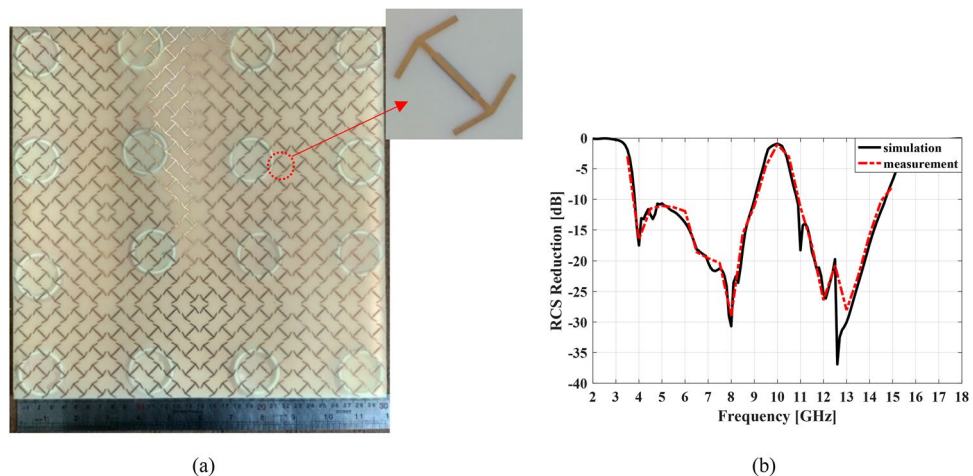 simulation
measurement
RCS Reduction [dB]
0
-5
-10
-15
-20
-25
-30
-35
-40
2 3 4 5 6 7 8 9 10 11 12 13 14 15 16 17 18
Frequency [GHz]
(a)
(b)